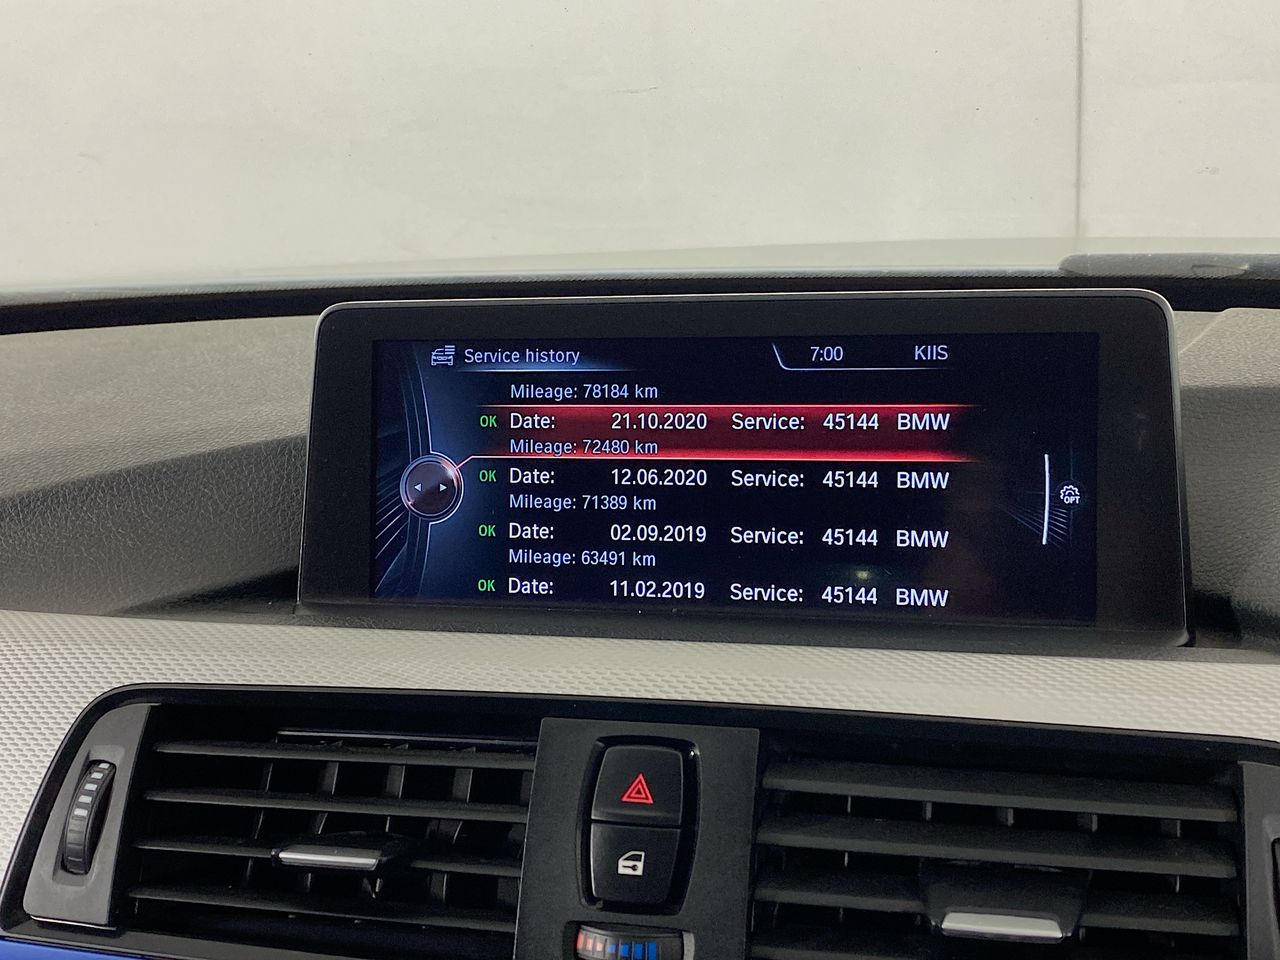 Service history 7:00 KIIS
Mileage: 78184 km
OK Date: 21.10.2020 Service: 45144 BMW
Mileage: 72480 km
OK Date: 12.06.2020 Service: 45144 BMW
Mileage: 71389 km
OK Date: 02.09.2019 Service: 45144 BMW
Mileage: 63491 km
OK Date: 11.02.2019 Service: 45144 BMW
OPT